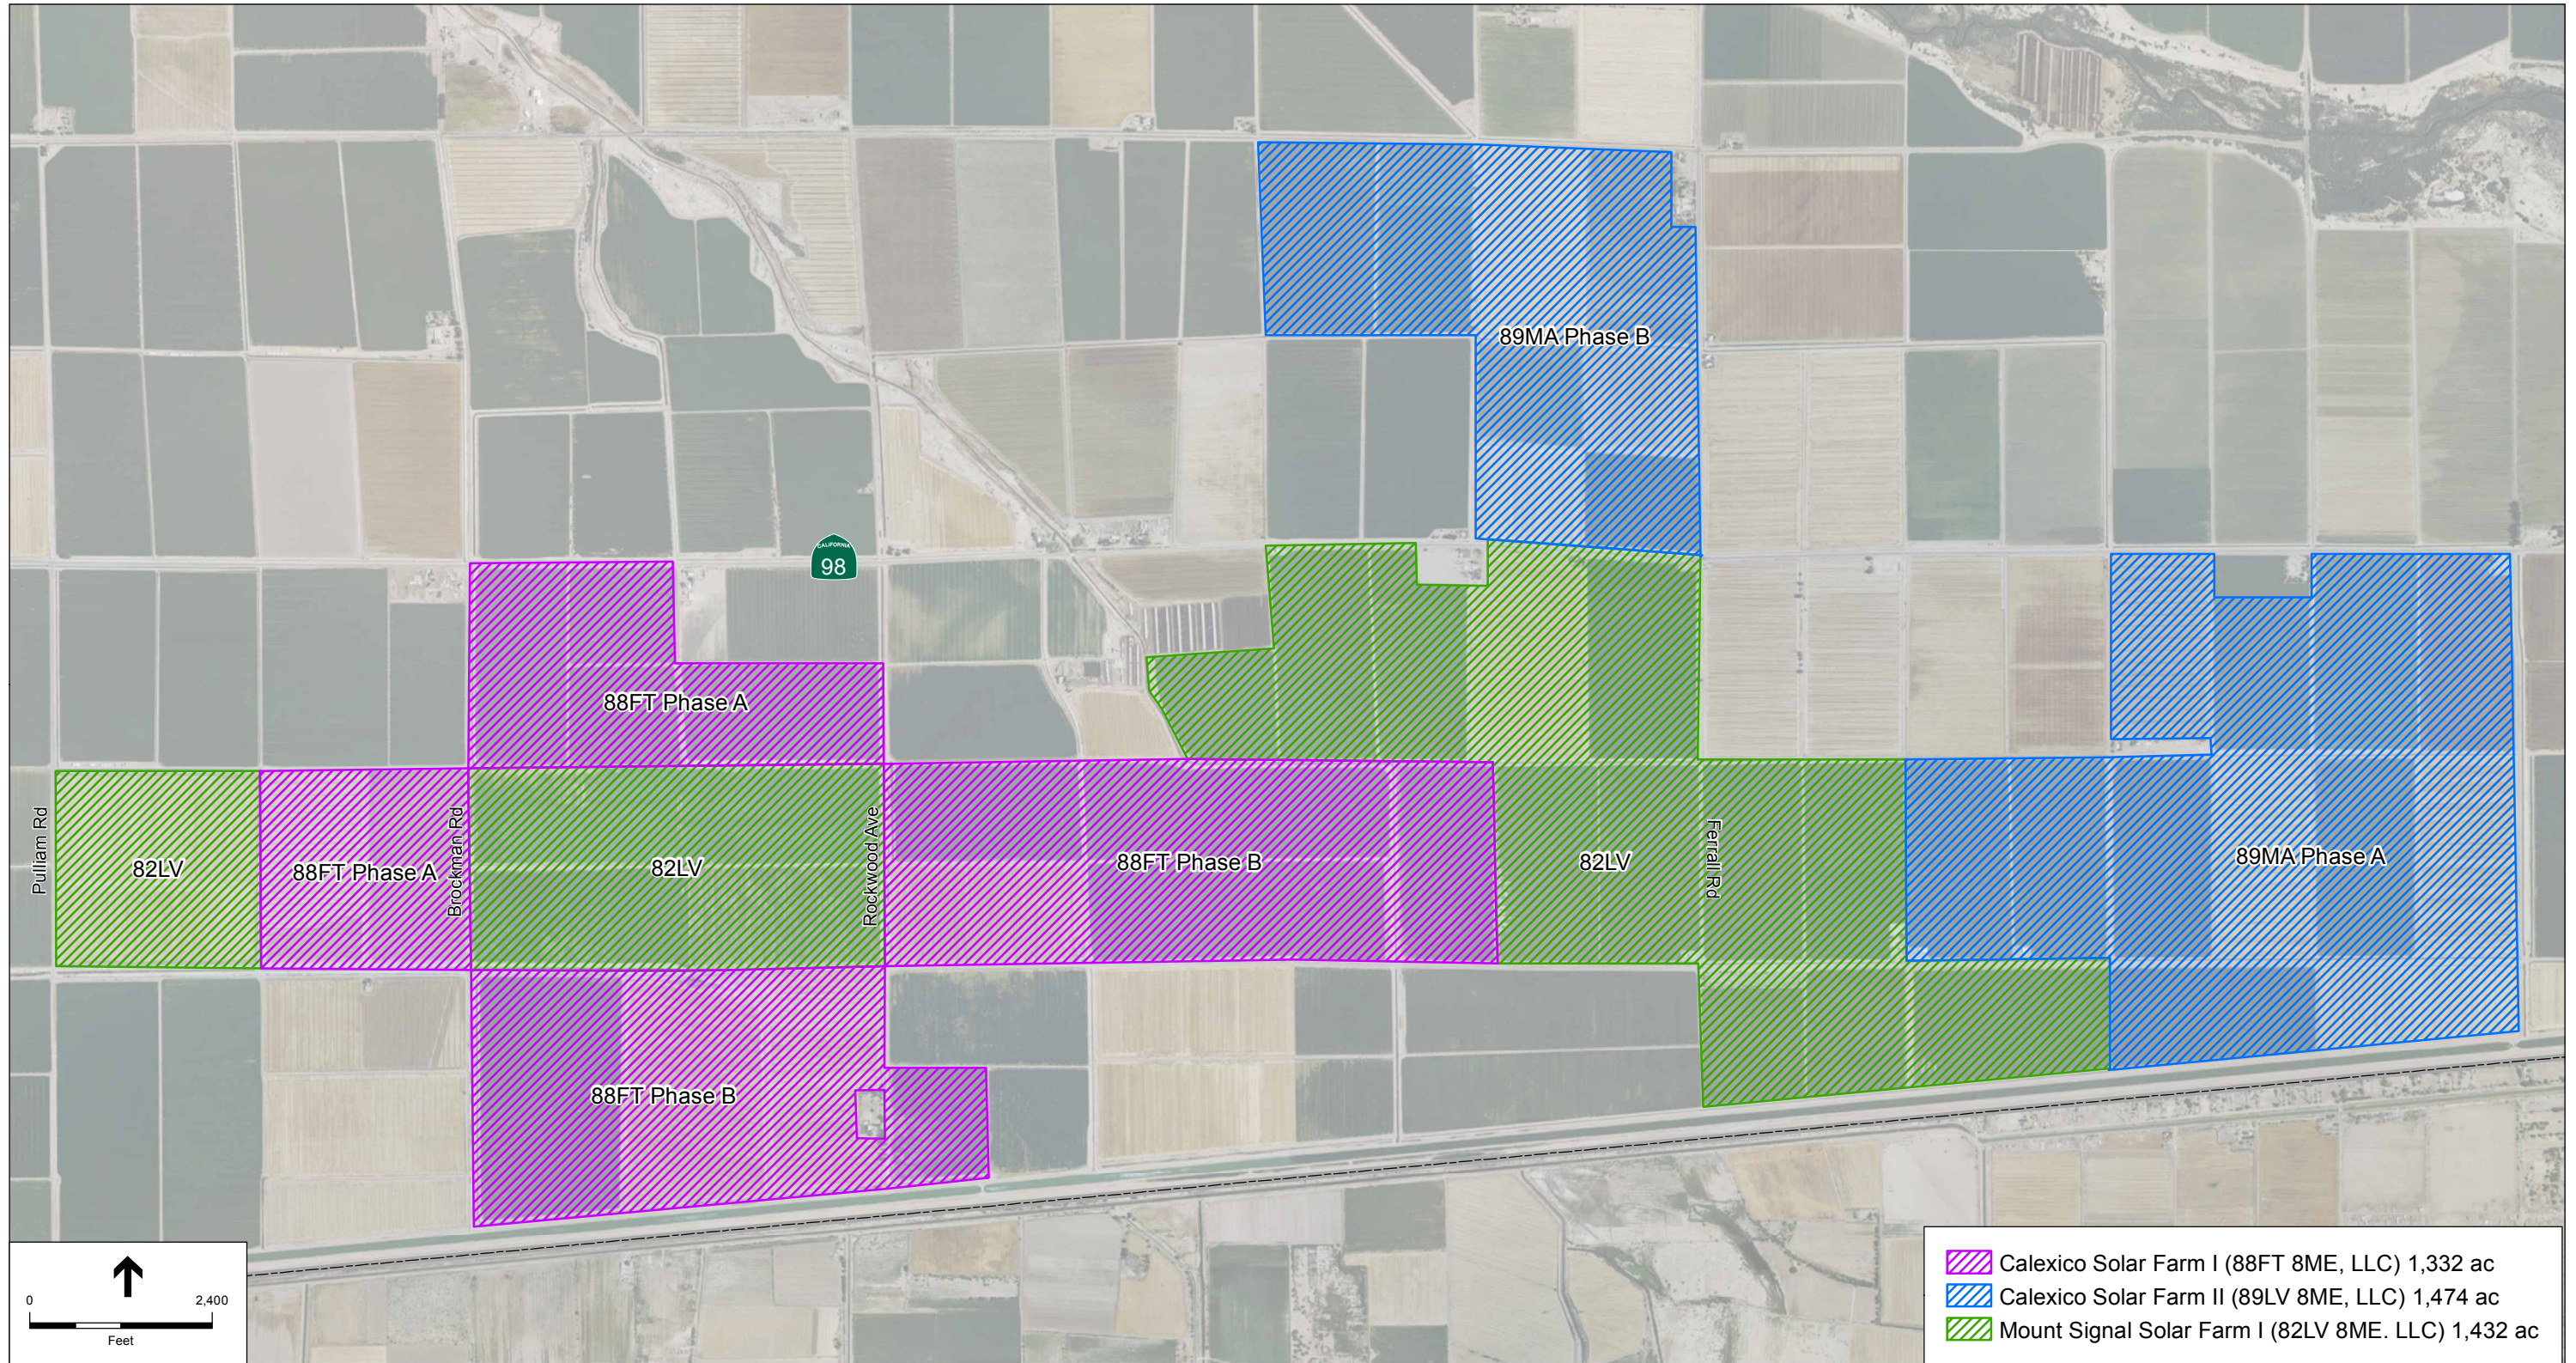 89MA Phase B
CALIFORNIA
98
88FT Phase A
Pulliam Rd
82LV
88FT Phase A
Brockman Rd
82LV
Rockwood Ave
88FT Phase B
82LV
Ferrall Rd
89MA Phase A
88FT Phase B
0 2,400
Feet
Calexico Solar Farm I (88FT 8ME, LLC) 1,332 ac
Calexico Solar Farm II (89LV 8ME, LLC) 1,474 ac
Mount Signal Solar Farm I (82LV 8ME. LLC) 1,432 ac